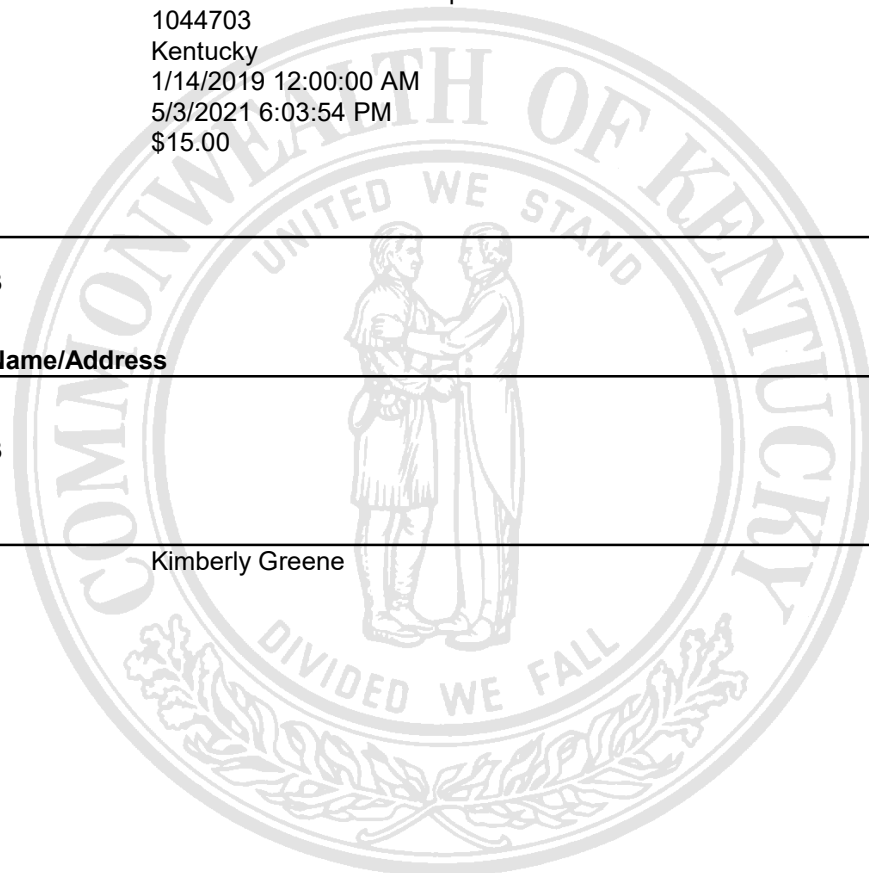 1044703
Kentucky
1/14/2019 12:00:00 AM
5/3/2021 6:03:54 PM
$15.00
COMMONWEALTH OF KENTUCKY
UNITED WE STAND
Name/Address
Kimberly Greene
DIVIDED WE FALL